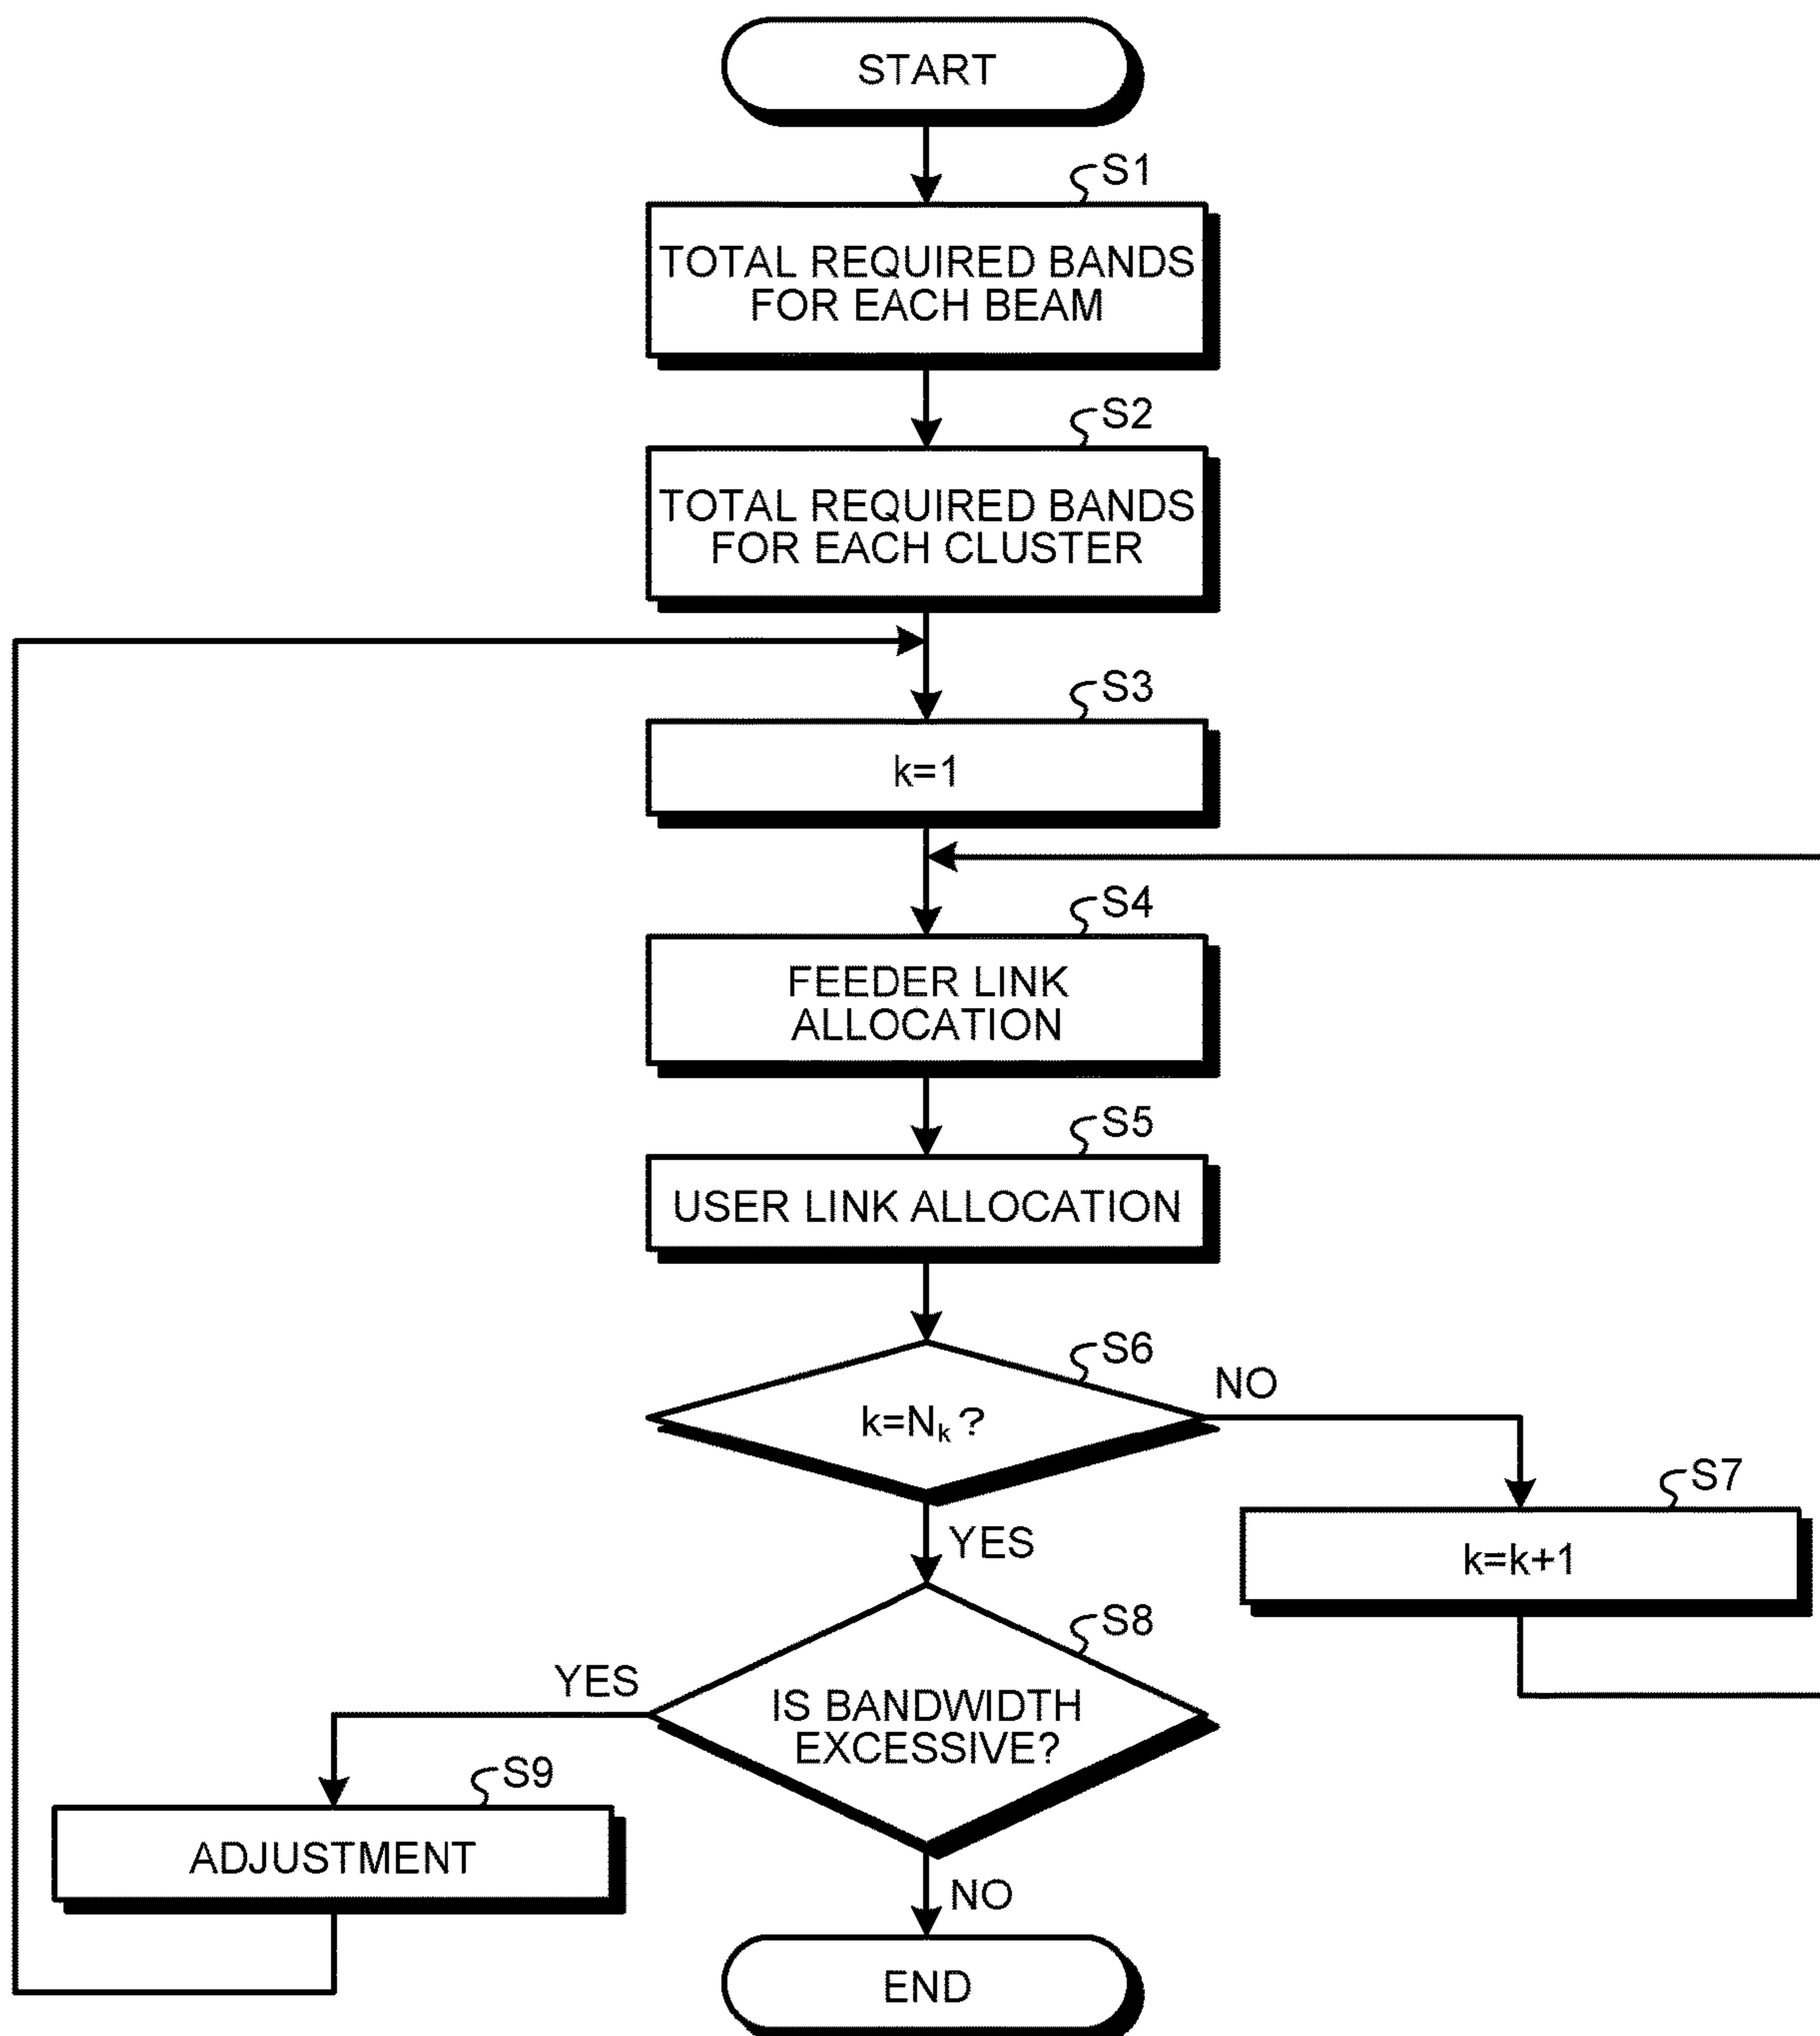 START
S1
TOTAL REQUIRED BANDS
FOR EACH BEAM
S2
TOTAL REQUIRED BANDS
FOR EACH CLUSTER
S3
k=1
S4
FEEDER LINK
ALLOCATION
S5
USER LINK ALLOCATION
S6
NO
k=Nₖ?
S7
YES
k=k+1
S8
YES
IS BANDWIDTH
EXCESSIVE?
S9
ADJUSTMENT
NO
END